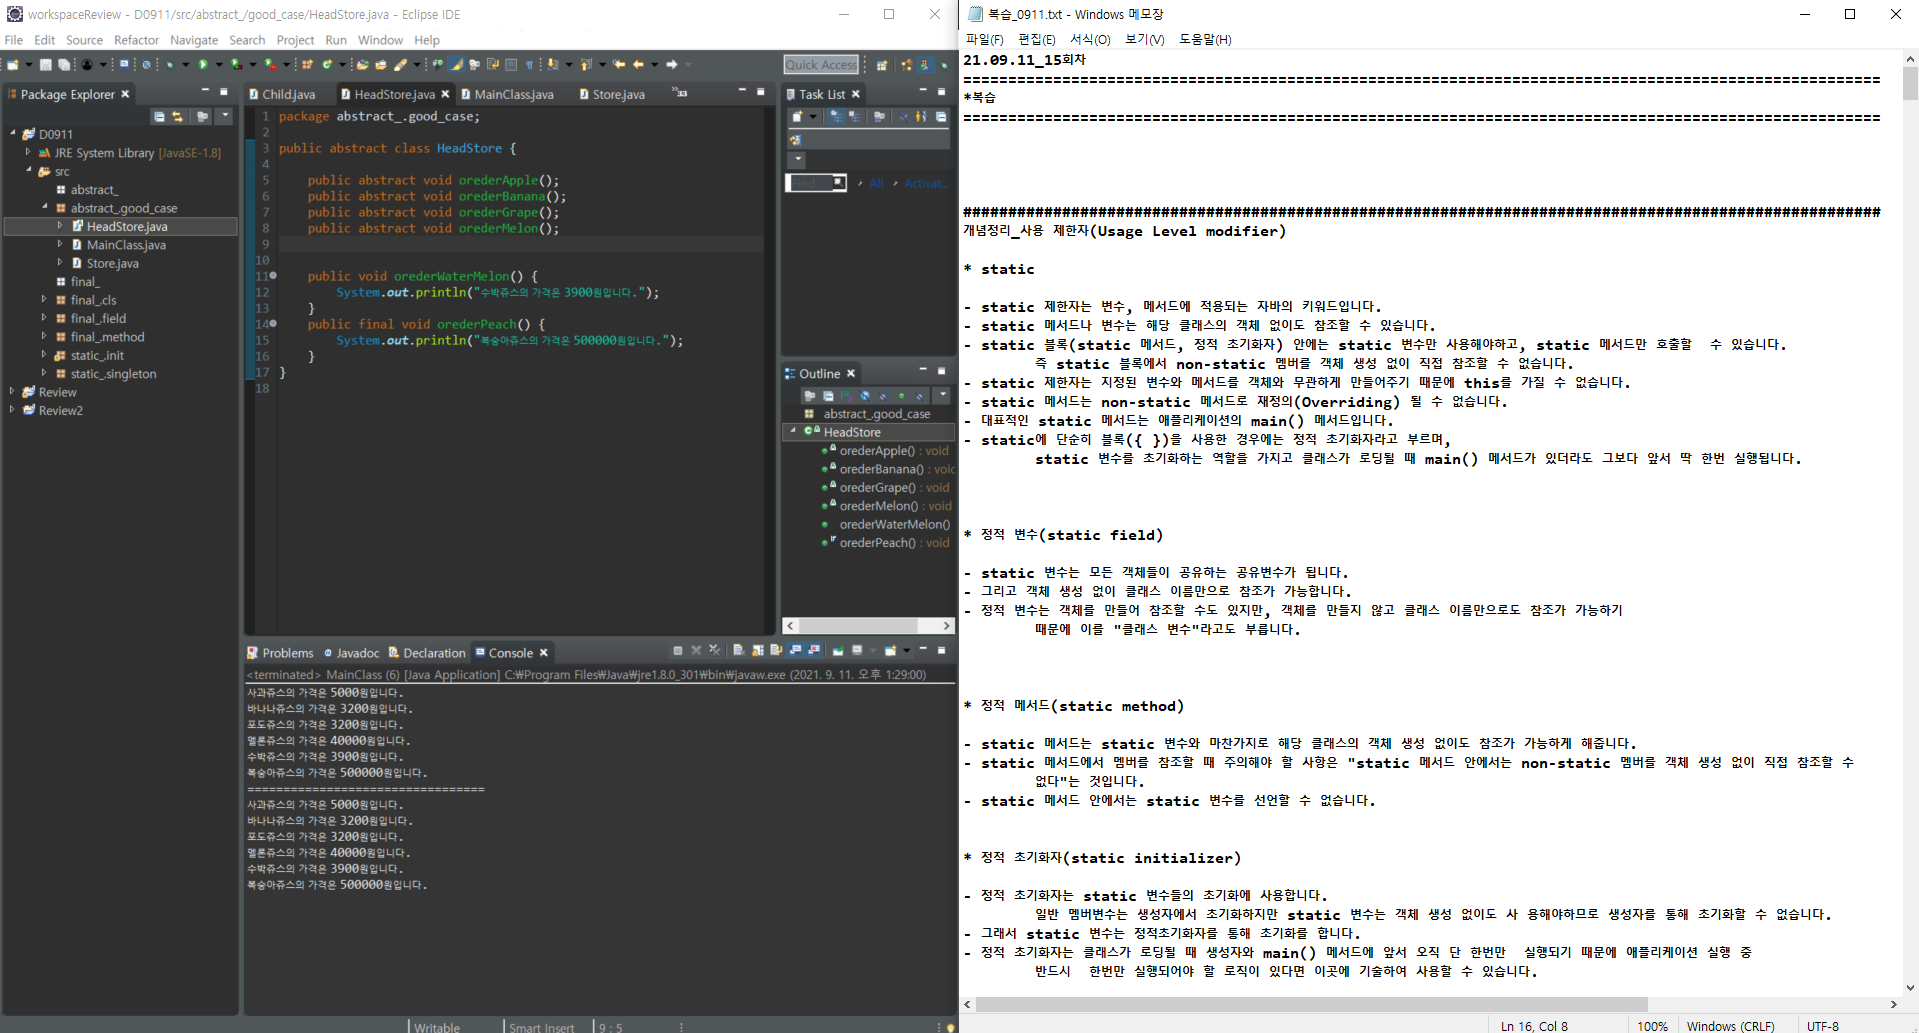 workspaceReview - D0911/src/abstract_/good_case/HeadStore.java - Eclipse IDE
File Edit Source Refactor Navigate Search Project Run Window Help
Quick Access
Package Explorer
D0911
JRE System Library [JavaSE-1.8]
src
abstract_
abstract_.good_case
HeadStore.java
MainClass.java
Store.java
final_
final_.cls
final_.field
final_.method
static_.init
static_.singleton
Review
Review2
Child.java HeadStore.java MainClass.java Store.java 33
1 package abstract_.good_case;
2
3 public abstract class HeadStore {
4
5 public abstract void orederApple();
6 public abstract void orederBanana();
7 public abstract void orederGrape();
8 public abstract void orederMelon();
9
10
11 public void orederWaterMelon() {
12 System.out.println("수박쥬스의 가격은 3900원입니다.");
13 }
14 public final void orederPeach() {
15 System.out.println("복숭아쥬스의 가격은 500000원입니다.");
16 }
17 }
18
Task List
Find All Activat...
Outline
abstract_.good_case
HeadStore
orederApple() : void
orederBanana() : voic
orederGrape() : void
orederMelon() : void
orederWaterMelon()
orederPeach() : void
Problems Javadoc Declaration Console
<terminated> MainClass (6) [Java Application] C:₩Program Files₩Java₩jre1.8.0_301₩bin₩javaw.exe (2021. 9. 11. 오후 1:29:00)
사과쥬스의 가격은 5000원입니다.
바나나쥬스의 가격은 3200원입니다.
포도쥬스의 가격은 3200원입니다.
멜론쥬스의 가격은 40000원입니다.
수박쥬스의 가격은 3900원입니다.
복숭아쥬스의 가격은 500000원입니다.
=================================
사과쥬스의 가격은 5000원입니다.
바나나쥬스의 가격은 3200원입니다.
포도쥬스의 가격은 3200원입니다.
멜론쥬스의 가격은 40000원입니다.
수박쥬스의 가격은 3900원입니다.
복숭아쥬스의 가격은 500000원입니다.
Writable Smart Insert 9 : 5
복습_0911.txt - Windows 메모장
파일(F) 편집(E) 서식(O) 보기(V) 도움말(H)
21.09.11_15회차
======================================================================================================
*복습
======================================================================================================
######################################################################################################
개념정리_사용 제한자(Usage Level modifier)
* static
- static 제한자는 변수, 메서드에 적용되는 자바의 키워드입니다.
- static 메서드나 변수는 해당 클래스의 객체 없이도 참조할 수 있습니다.
- static 블록(static 메서드, 정적 초기화자) 안에는 static 변수만 사용해야하고, static 메서드만 호출할 수 있습니다.
즉 static 블록에서 non-static 멤버를 객체 생성 없이 직접 참조할 수 없습니다.
- static 제한자는 지정된 변수와 메서드를 객체와 무관하게 만들어주기 때문에 this를 가질 수 없습니다.
- static 메서드는 non-static 메서드로 재정의(Overriding) 될 수 없습니다.
- 대표적인 static 메서드는 애플리케이션의 main() 메서드입니다.
- static에 단순히 블록({ })을 사용한 경우에는 정적 초기화자라고 부르며,
static 변수를 초기화하는 역할을 가지고 클래스가 로딩될 때 main() 메서드가 있더라도 그보다 앞서 딱 한번 실행됩니다.
* 정적 변수(static field)
- static 변수는 모든 객체들이 공유하는 공유변수가 됩니다.
- 그리고 객체 생성 없이 클래스 이름만으로 참조가 가능합니다.
- 정적 변수는 객체를 만들어 참조할 수도 있지만, 객체를 만들지 않고 클래스 이름만으로도 참조가 가능하기
때문에 이를 "클래스 변수"라고도 부릅니다.
* 정적 메서드(static method)
- static 메서드는 static 변수와 마찬가지로 해당 클래스의 객체 생성 없이도 참조가 가능하게 해줍니다.
- static 메서드에서 멤버를 참조할 때 주의해야 할 사항은 "static 메서드 안에서는 non-static 멤버를 객체 생성 없이 직접 참조할 수
없다"는 것입니다.
- static 메서드 안에서는 static 변수를 선언할 수 없습니다.
* 정적 초기화자(static initializer)
- 정적 초기화자는 static 변수들의 초기화에 사용합니다.
일반 멤버변수는 생성자에서 초기화하지만 static 변수는 객체 생성 없이도 사 용해야하므로 생성자를 통해 초기화할 수 없습니다.
- 그래서 static 변수는 정적초기화자를 통해 초기화를 합니다.
- 정적 초기화자는 클래스가 로딩될 때 생성자와 main() 메서드에 앞서 오직 단 한번만 실행되기 때문에 애플리케이션 실행 중
반드시 한번만 실행되어야 할 로직이 있다면 이곳에 기술하여 사용할 수 있습니다.
Ln 16, Col 8 100% Windows (CRLF) UTF-8